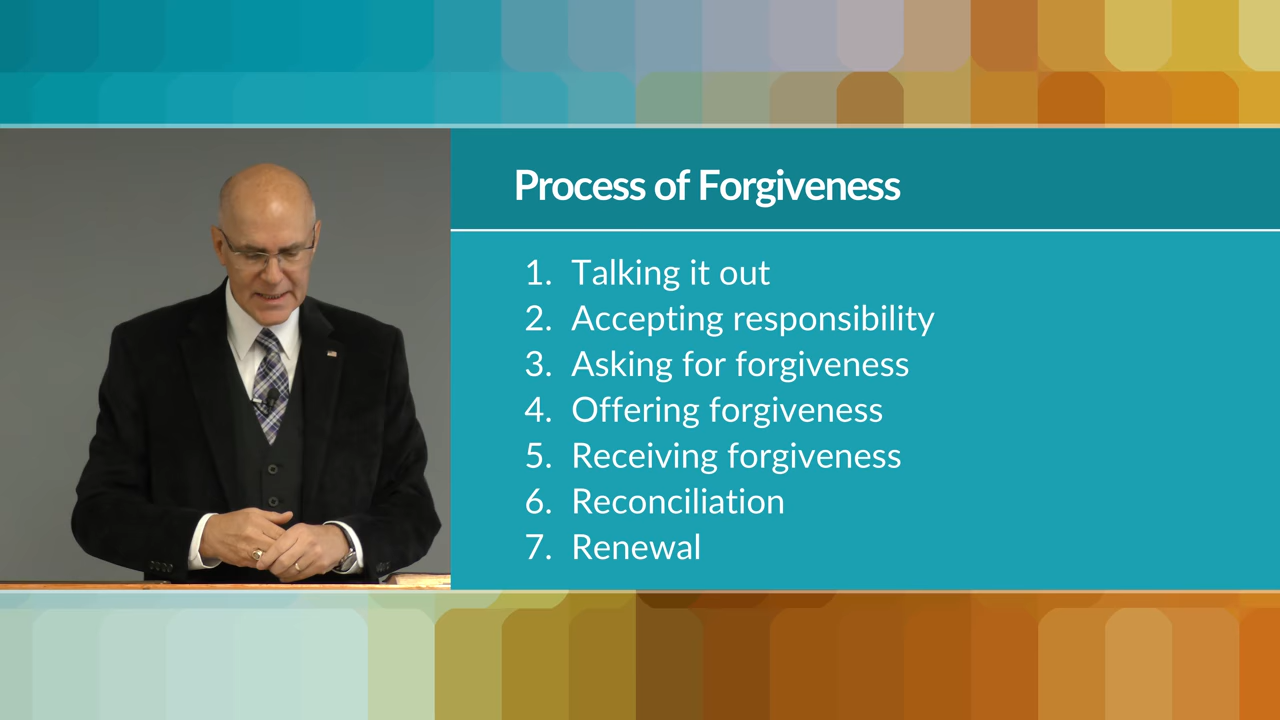 Process of Forgiveness
1. Talking it out
2. Accepting responsibility
3. Asking for forgiveness
4. Offering forgiveness
5. Receiving forgiveness
6. Reconciliation
7. Renewal